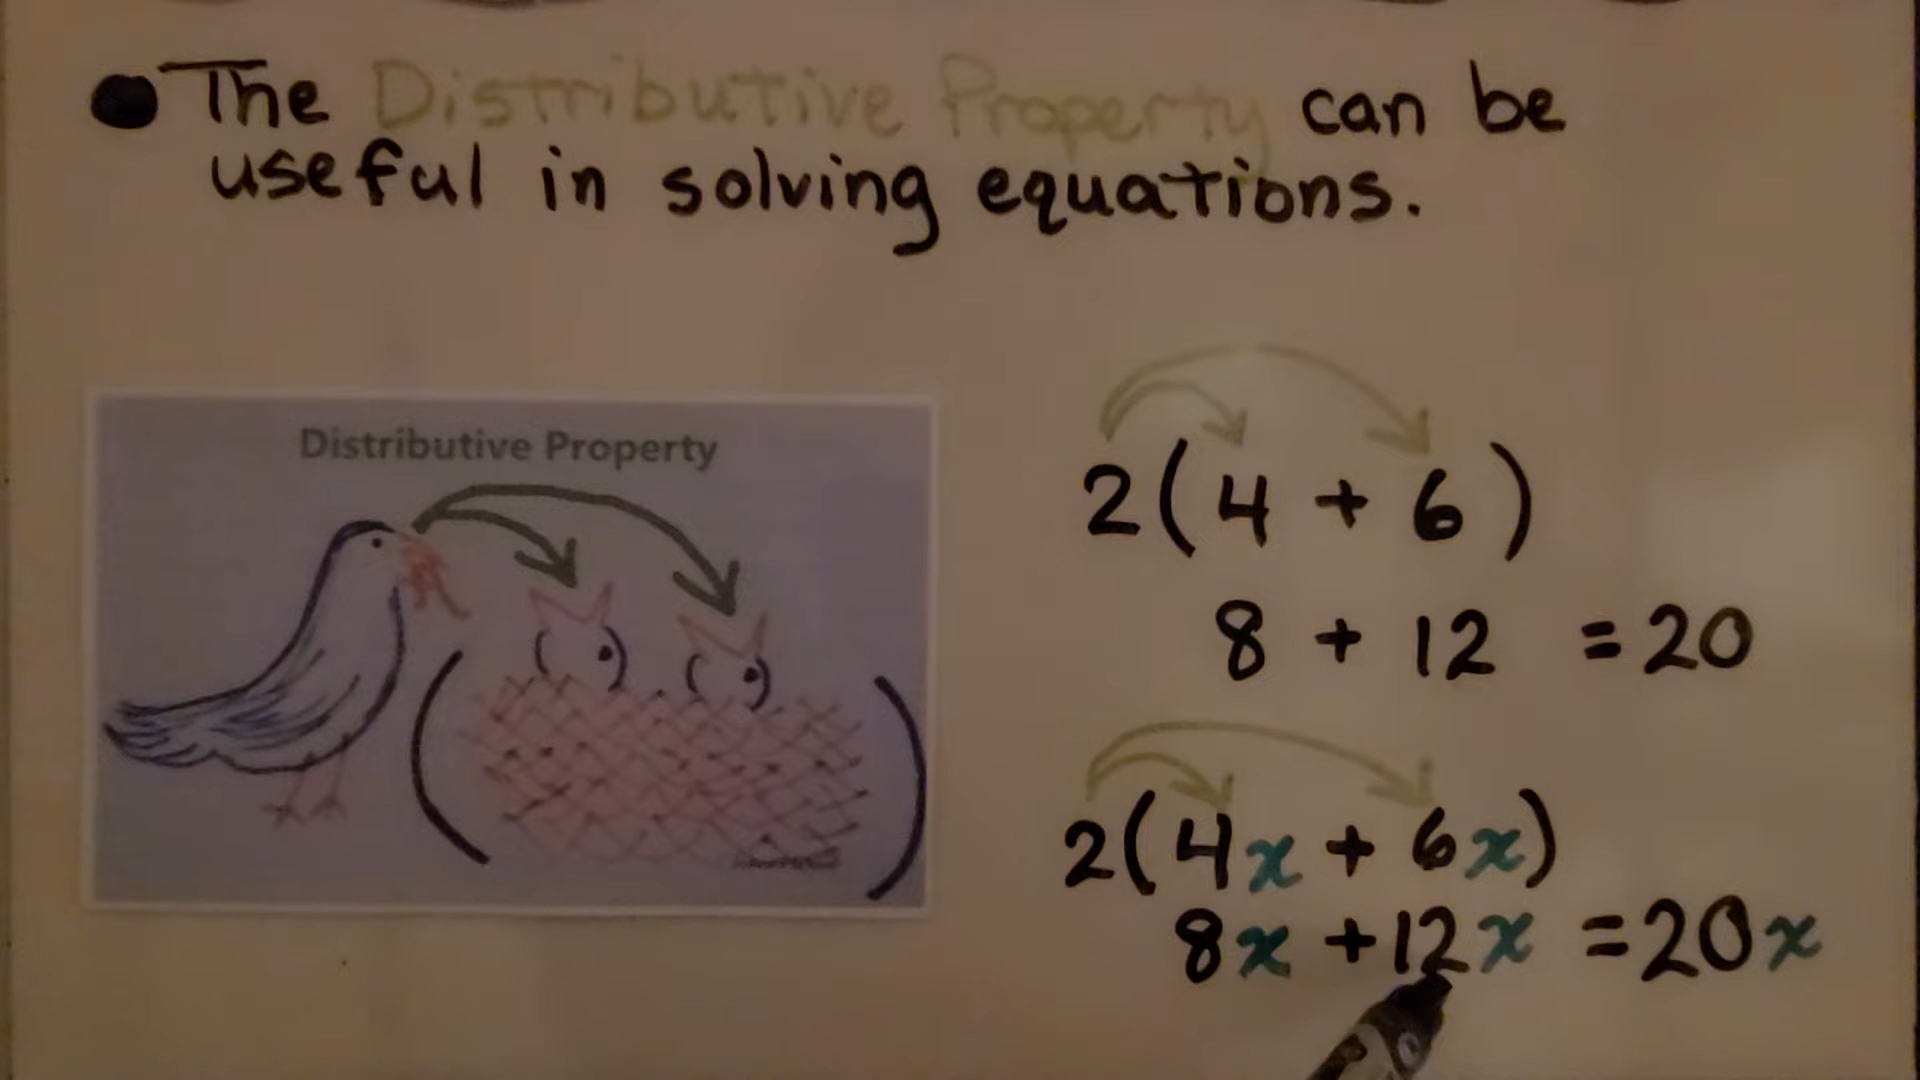 The Distributive Property can be
useful in solving equations.
Distributive Property
2(4 + 6)
8 + 12 = 20
2(4x + 6x)
8x + 12x = 20x